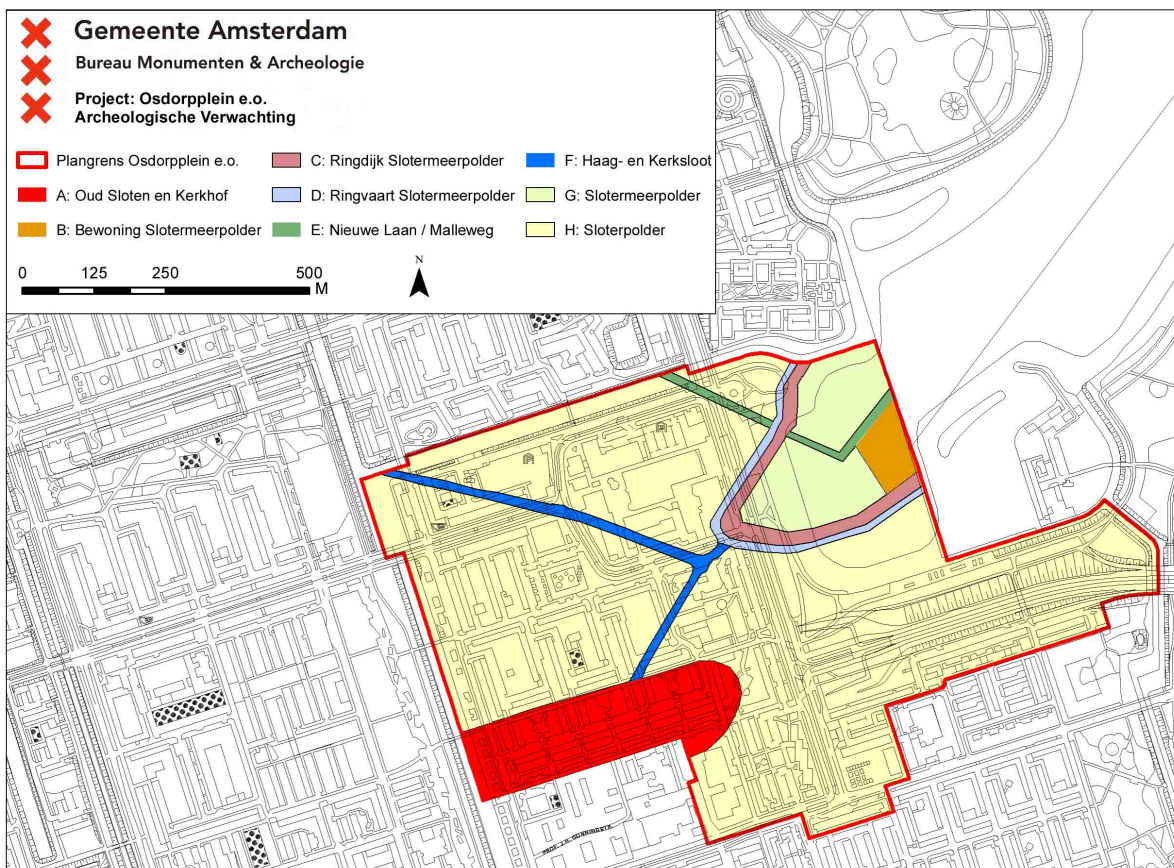 Gemeente Amsterdam
Bureau Monumenten & Archeologie
Project: Osdorpplein e.o.
Archeologische Verwachting
Plangrens Osdorpplein e.o.
C: Ringdijk Slotermeerpolder
F: Haag- en Kerksloot
A: Oud Sloten en Kerkhof
D: Ringvaart Slotermeerpolder
G: Slotermeerpolder
B: Bewoning Slotermeerpolder
E: Nieuwe Laan / Malleweg
H: Sloterpolder
0 125 250 500
M
N